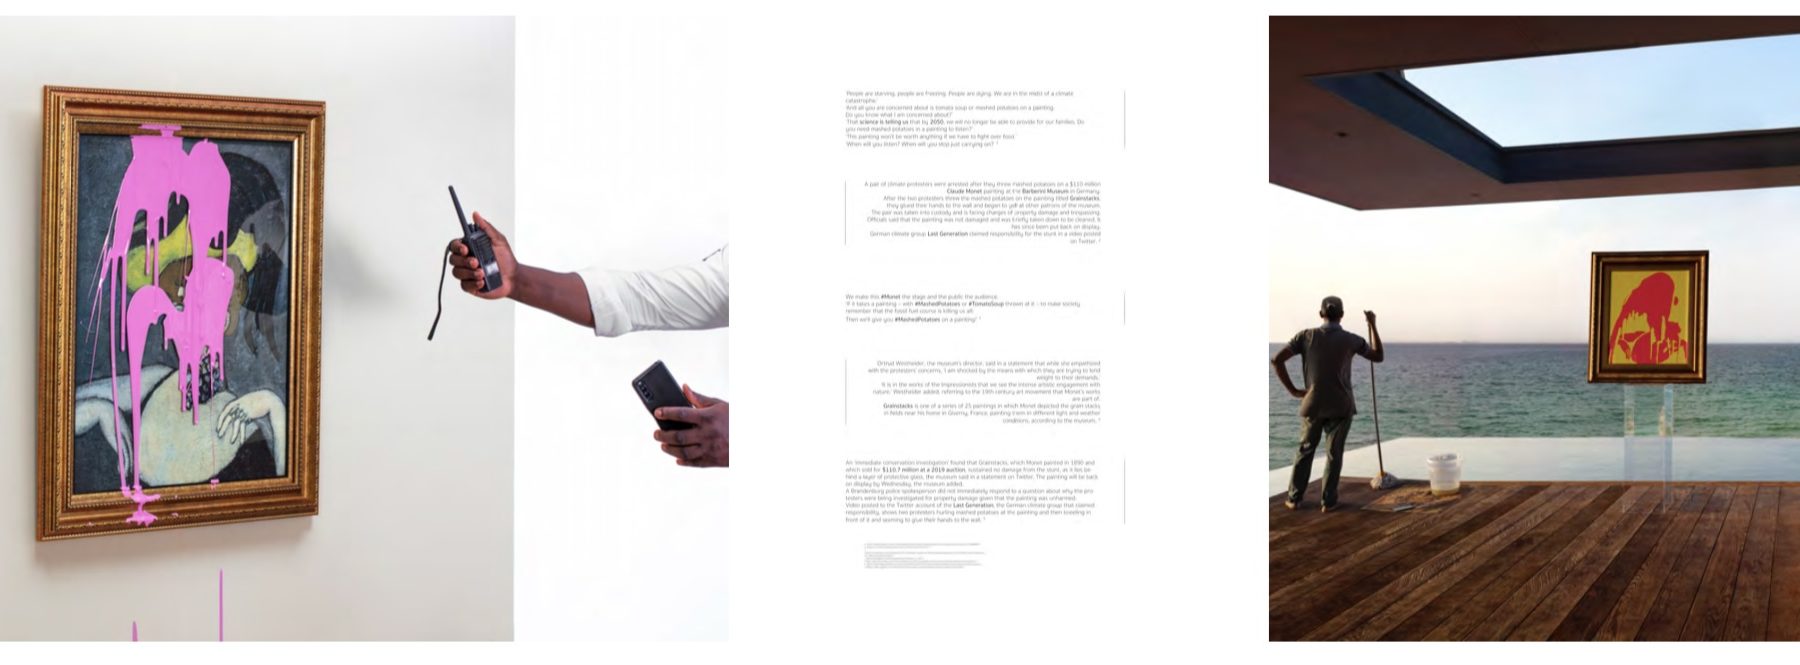 'People are starving, people are freezing. People are dying. We are in the midst of a climate
catastrophe.'
'And all you are concerned about is tomato soup or mashed potatoes on a painting.
Do you know what I am concerned about?'
'That science is telling us that by 2050, we will no longer be able to provide for our families. Do
you need mashed potatoes in a painting to listen?'
'This painting won't be worth anything if we have to fight over food.'
'When will you listen? When will you stop just carrying on?' 1
A pair of climate protesters were arrested after they threw mashed potatoes on a $110 million
Claude Monet painting at the Barberini Museum in Germany.
After the two protesters threw the mashed potatoes on the painting titled Grainstacks,
they glued their hands to the wall and began to yell at other patrons of the museum.
The pair was taken into custody and is facing charges of property damage and trespassing.
Officials said that the painting was not damaged and was briefly taken down to be cleaned. It
has since been put back on display.
German climate group Last Generation claimed responsibility for the stunt in a video posted
on Twitter. 2
We make this #Monet the stage and the public the audience.
'If it takes a painting – with #MashedPotatoes or #TomatoSoup thrown at it – to make society
remember that the fossil fuel course is killing us all:
Then we'll give you #MashedPotatoes on a painting!' 3
Ortrud Westheider, the museum's director, said in a statement that while she empathized
with the protesters' concerns, 'I am shocked by the means with which they are trying to lend
weight to their demands.'
It is in the works of the Impressionists that we see the intense artistic engagement with
nature,' Westheider added, referring to the 19th century art movement that Monet's works
are part of.
Grainstacks is one of a series of 25 paintings in which Monet depicted the grain stacks
in fields near his home in Giverny, France, painting them in different light and weather
conditions, according to the museum. 4
An 'immediate conservation investigation' found that Grainstacks, which Monet painted in 1890 and
which sold for $110.7 million at a 2019 auction, sustained no damage from the stunt, as it lies be
hind a layer of protective glass, the museum said in a statement on Twitter. The painting will be back
on display by Wednesday, the museum added.
A Brandenburg police spokesperson did not immediately respond to a question about why the pro
testers were being investigated for property damage given that the painting was unharmed.
Video posted to the Twitter account of the Last Generation, the German climate group that claimed
responsibility, shows two protesters hurling mashed potatoes at the painting and then kneeling in
front of it and seeming to glue their hands to the wall. 5